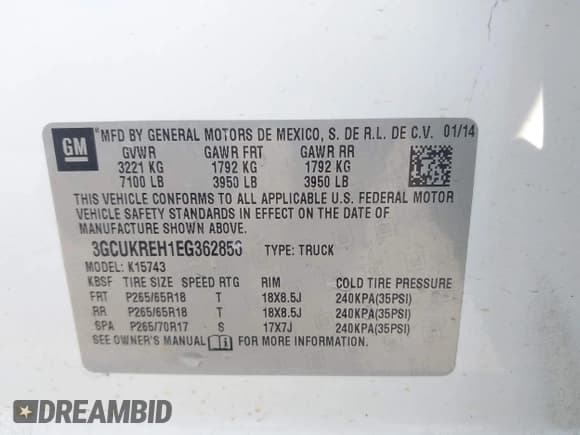 GM
*MFD BY GENERAL MOTORS DE MEXICO, S. DE R.L. DE C.V. 01/14
GVWR GAWR FRT GAWR RR
3221 KG 1792 KG 1792 KG
7100 LB 3950 LB 3950 LB
THIS VEHICLE CONFORMS TO ALL APPLICABLE U.S. FEDERAL MOTOR
VEHICLE SAFETY STANDARDS IN EFFECT ON THE DATE OF
MANUFACTURE SHOWN ABOVE.
3GCUKREH1EG362853 TYPE: TRUCK
MODEL: K15743
KBSF TIRE SIZE SPEED RTG RIM COLD TIRE PRESSURE
FRT P265/65R18 T 18X8.5J 240KPA(35PSI)
RR P265/65R18 T 18X8.5J 240KPA(35PSI)
SPA P265/70R17 S 17X7J 240KPA(35PSI)
SEE OWNER'S MANUAL FOR MORE INFORMATION.
DREAMBID